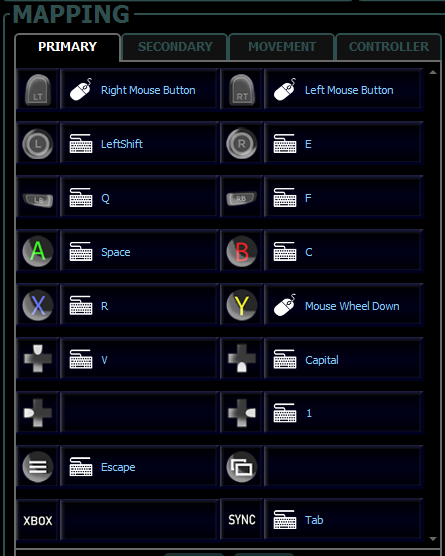 MAPPING
PRIMARY SECONDARY MOVEMENT CONTROLLER
LT Right Mouse Button RT Left Mouse Button
L LeftShift R E
LB Q RB F
A Space B C
X R Y Mouse Wheel Down
V Capital
1
Escape
XBOX SYNC Tab